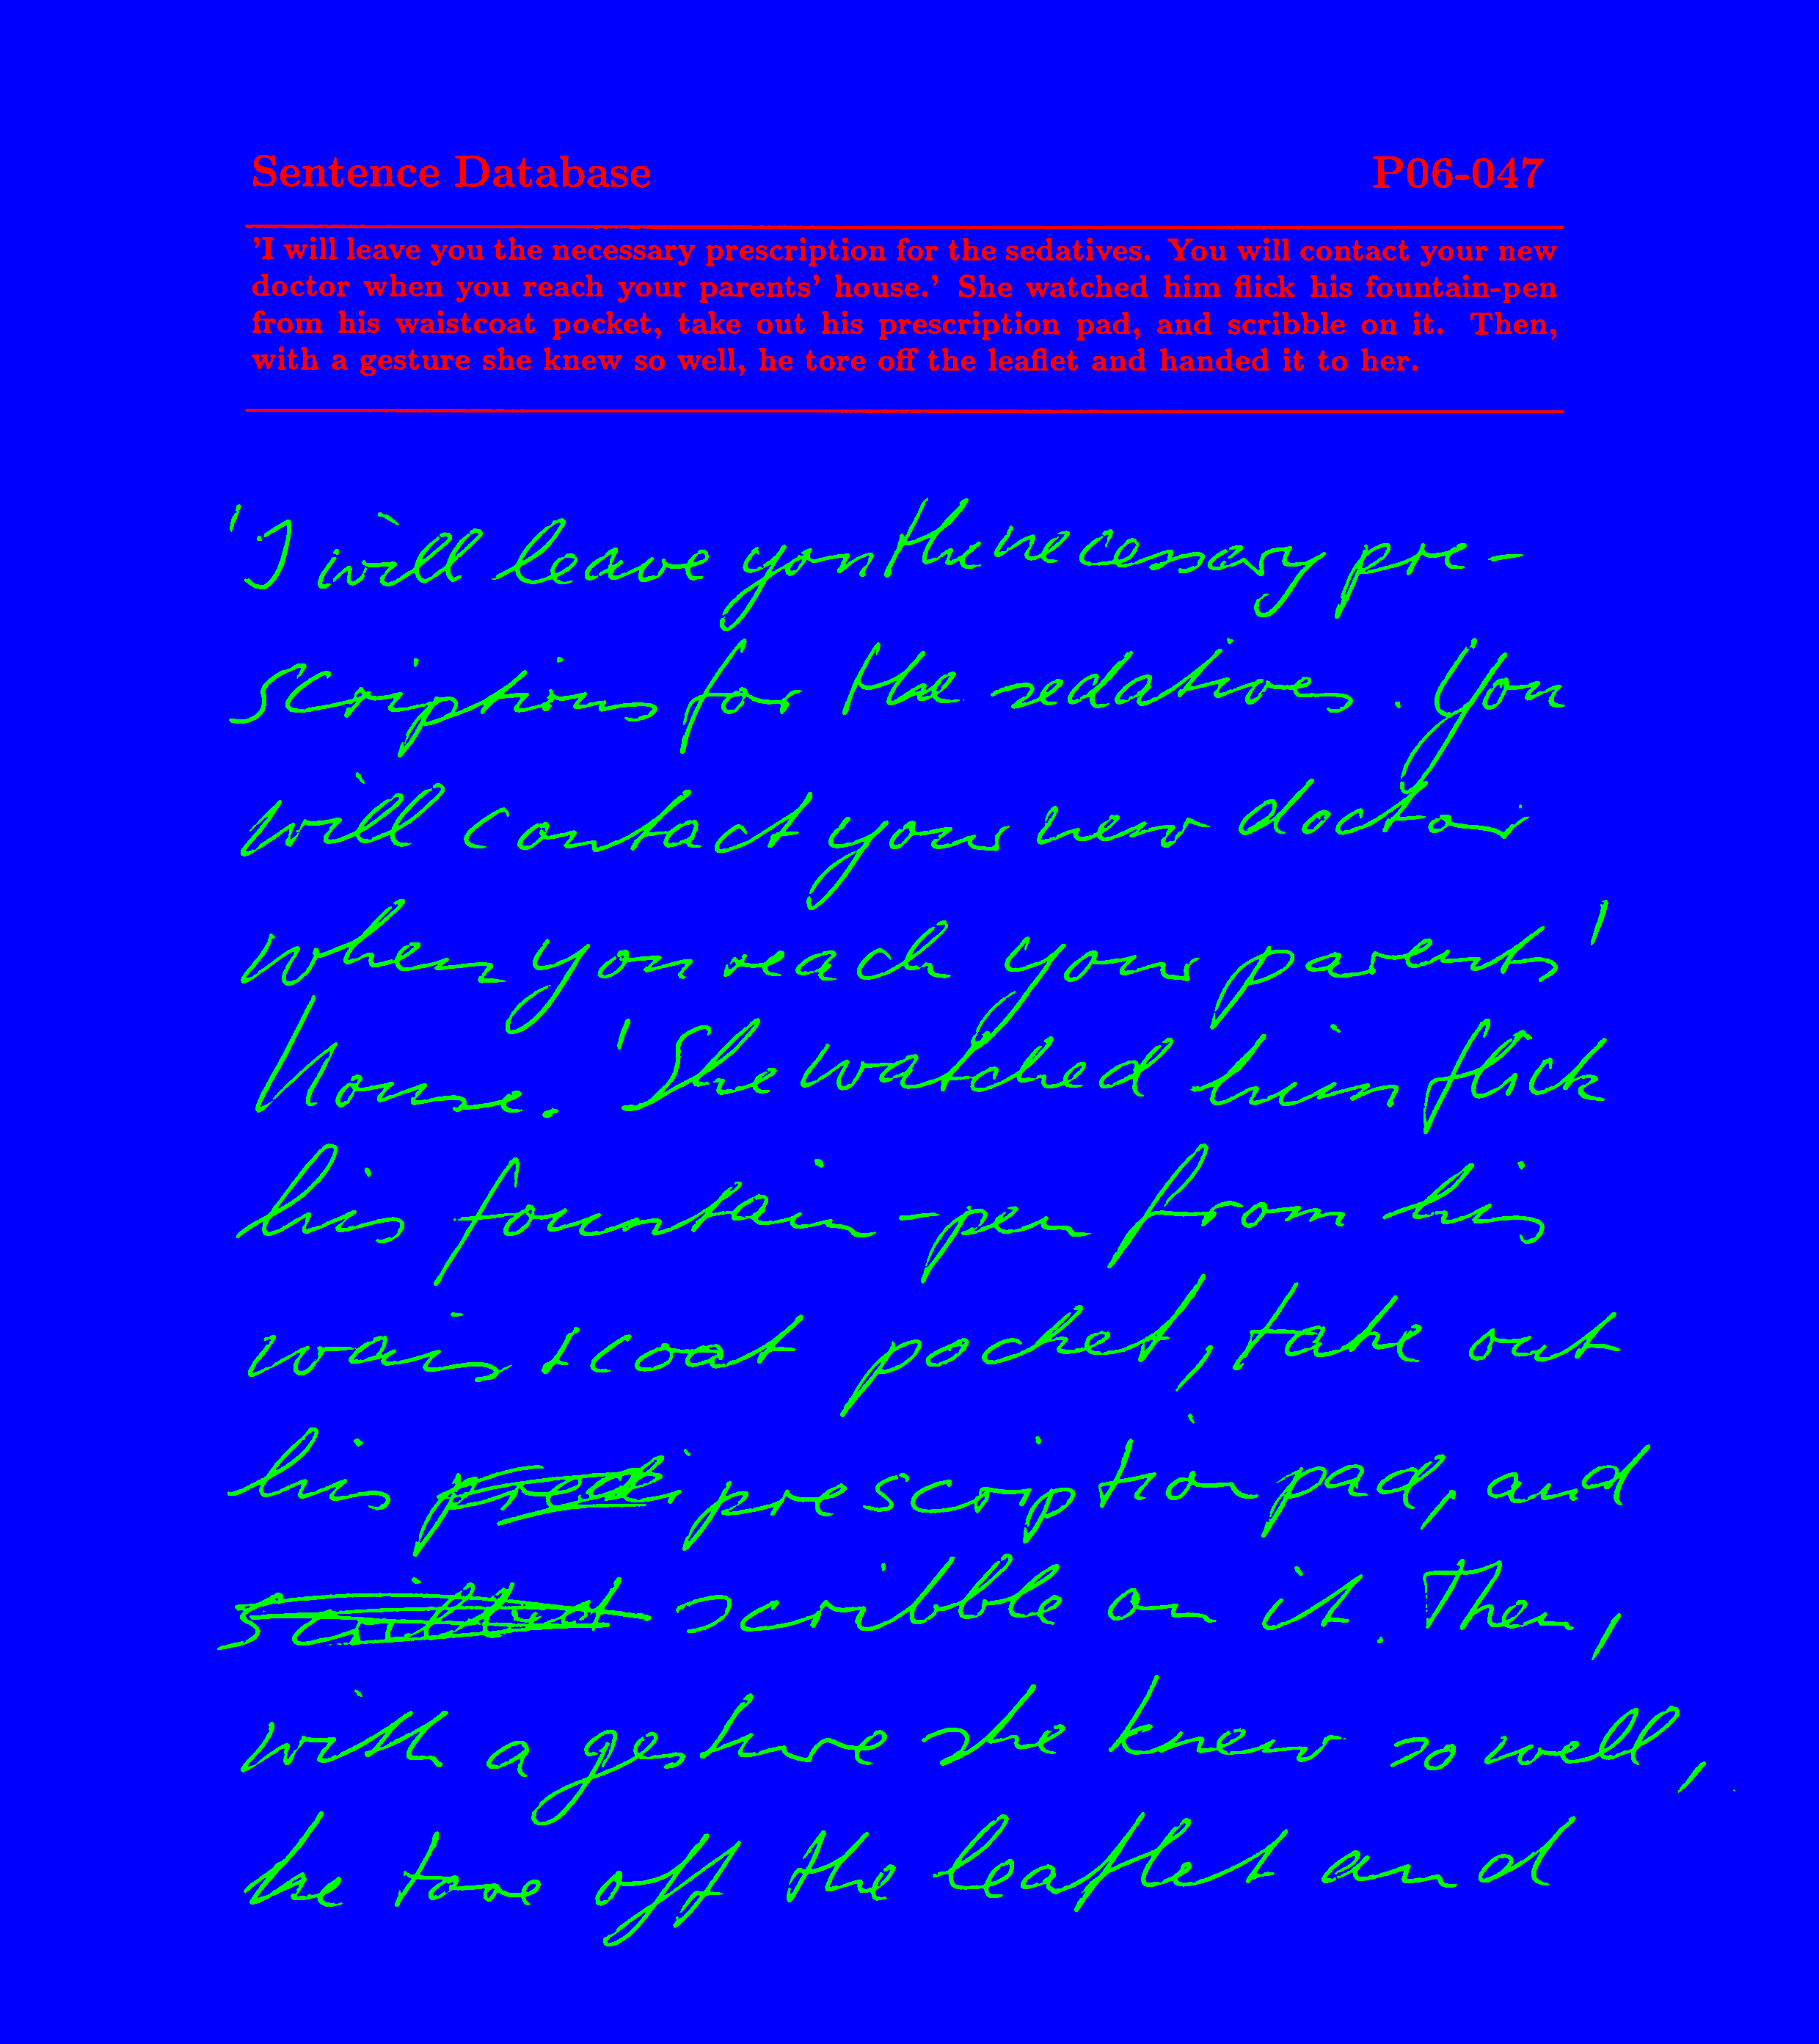 Sentence Database P06-047
'I will leave you the necessary prescription for the sedatives. You will contact your new
doctor when you reach your parents' house.' She watched him flick his fountain-pen
from his waistcoat pocket, take out his prescription pad, and scribble on it. Then,
with a gesture she knew so well, he tore off the leaflet and handed it to her.
'I will leave you the necessary pre-
scriptions for the sedatives. You
will contact your new doctor
when you reach your parents'
house.' She watched him flick
his fountain-pen from his
waistcoat pocket, take out
his prescription pad, and
scribble on it. Then,
with a gesture she knew so well,
he tore off the leaflet and